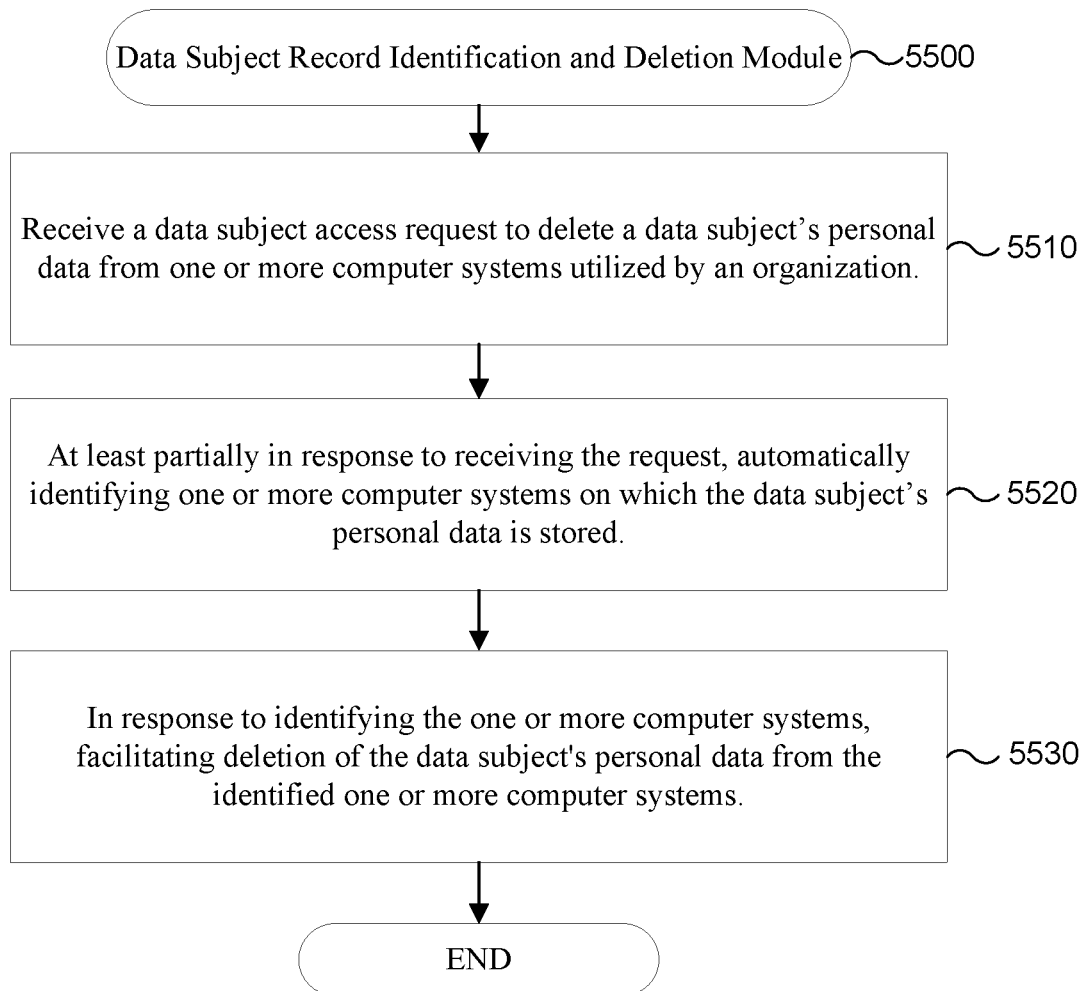 Data Subject Record Identification and Deletion Module
5500
Receive a data subject access request to delete a data subject’s personal
data from one or more computer systems utilized by an organization.
5510
At least partially in response to receiving the request, automatically
identifying one or more computer systems on which the data subject’s
personal data is stored.
5520
In response to identifying the one or more computer systems,
facilitating deletion of the data subject's personal data from the
identified one or more computer systems.
5530
END